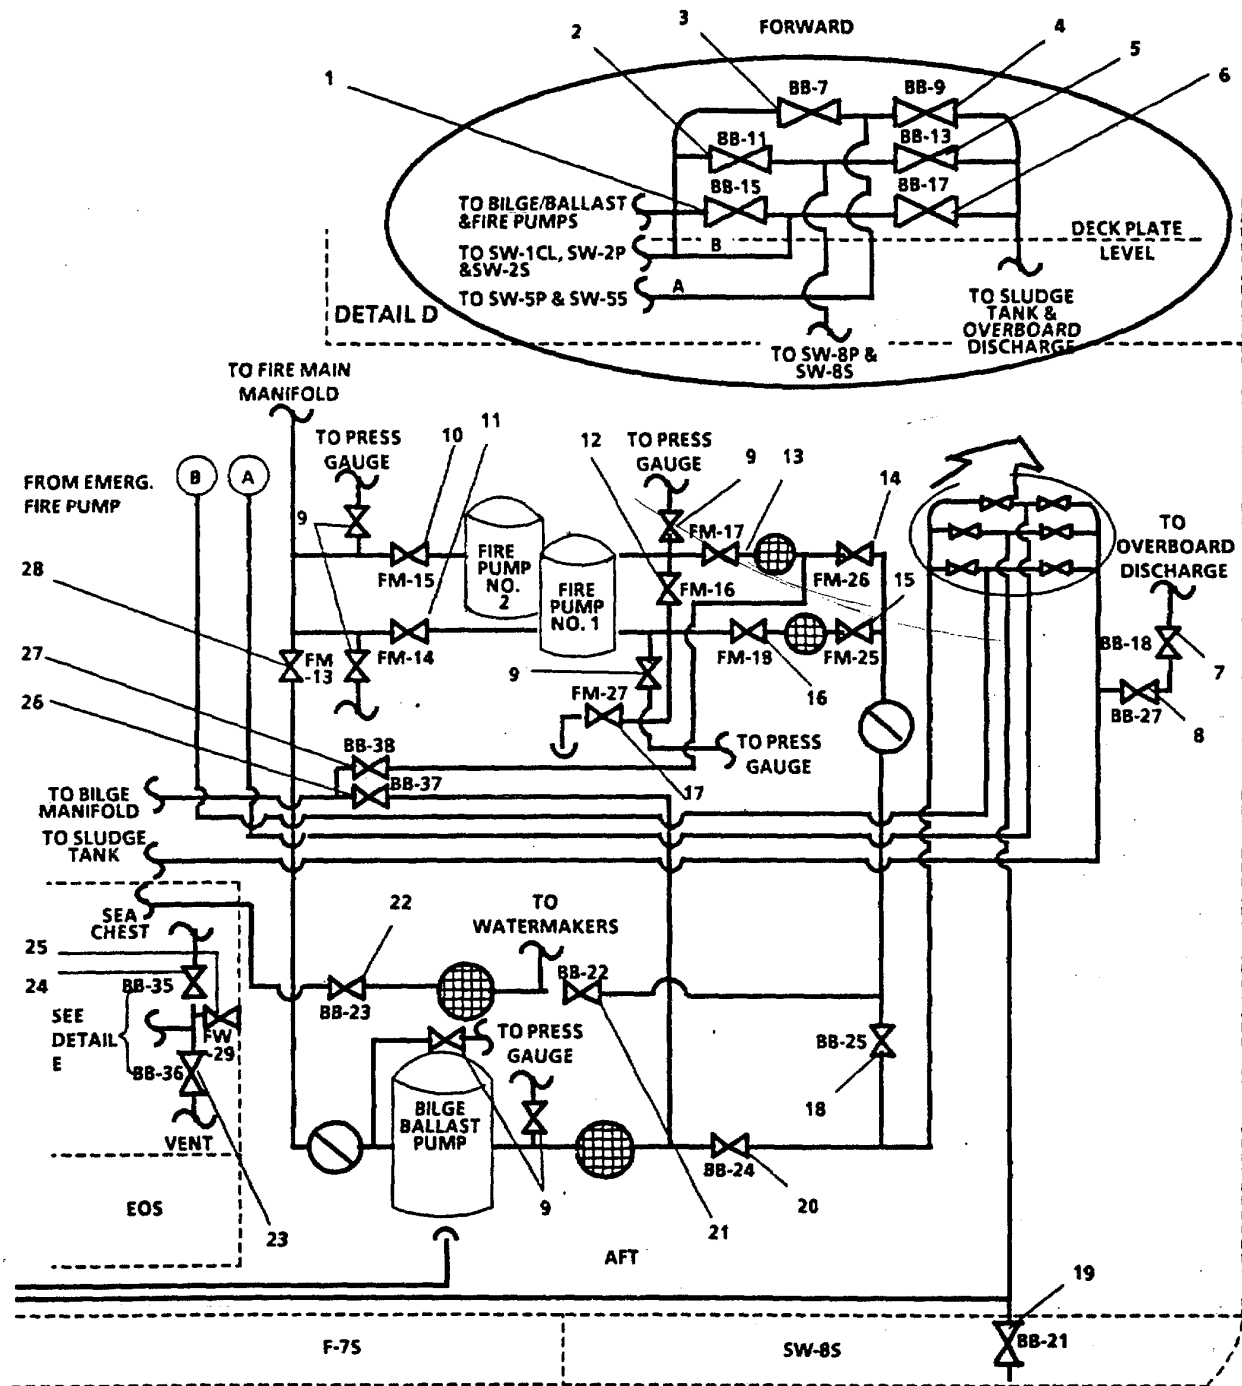 3
FORWARD
4
2
5
1
6
BB-7
BB-9
BB-11
BB-13
BB-15
BB-17
TO BILGE/BALLAST
&FIRE PUMPS
DECK PLATE
LEVEL
B
TO SW-1CL, SW-2P
&SW-2S
A
TO SW-5P & SW-5S
TO SLUDGE
TANK &
OVERBOARD
DISCHARGE
DETAIL D
TO SW-8P &
SW-8S
TO FIRE MAIN
MANIFOLD
TO PRESS
GAUGE
10
11
12
TO PRESS
GAUGE
9
13
14
FROM EMERG.
FIRE PUMP
B
A
9
FM-17
TO
OVERBOARD
DISCHARGE
28
FIRE
PUMP
NO.
2
FM-15
FM-16
FM-26
15
FIRE
PUMP
NO. 1
27
FM
-13
FM-14
9
FM-18
FM-25
BB-18
7
26
FM-27
16
BB-27
8
BB-38
TO PRESS
GAUGE
BB-37
17
TO BILGE
MANIFOLD
TO SLUDGE
TANK
SEA
CHEST
22
TO
WATERMAKERS
25
24
BB-35
BB-22
BB-23
SEE
DETAIL
E
FW
-29
TO PRESS
GAUGE
BB-25
BB-36
18
BILGE
BALLAST
PUMP
VENT
BB-24
20
EOS
23
9
21
AFT
19
F-7S
SW-8S
BB-21